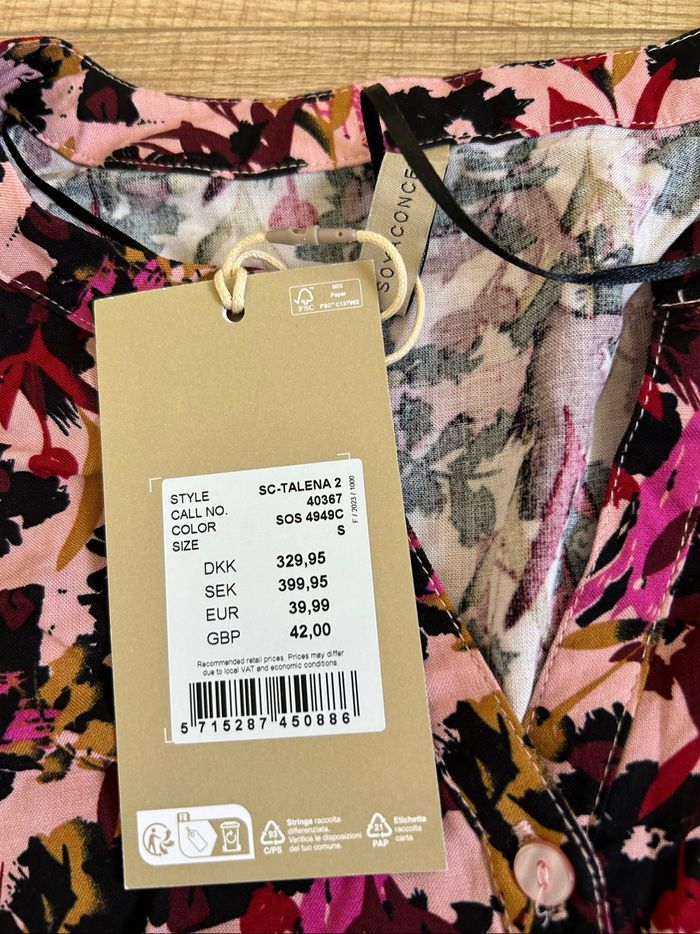 SOYACONCE
MIX
Paper
FSC™ C137962
FSC
STYLE SC-TALENA 2
CALL NO. 40367
COLOR SOS 4949C
SIZE S
F / 2023 / 1000
DKK 329,95
SEK 399,95
EUR 39,99
GBP 42,00
Recommended retail prices. Prices may differ
due to local VAT and economic conditions.
5 715287 450886
FR
93
C/PS
Stringa raccolta
differenziata.
Verifica le disposizioni
del tuo comune.
21
PAP
Etichetta
raccolta
carta